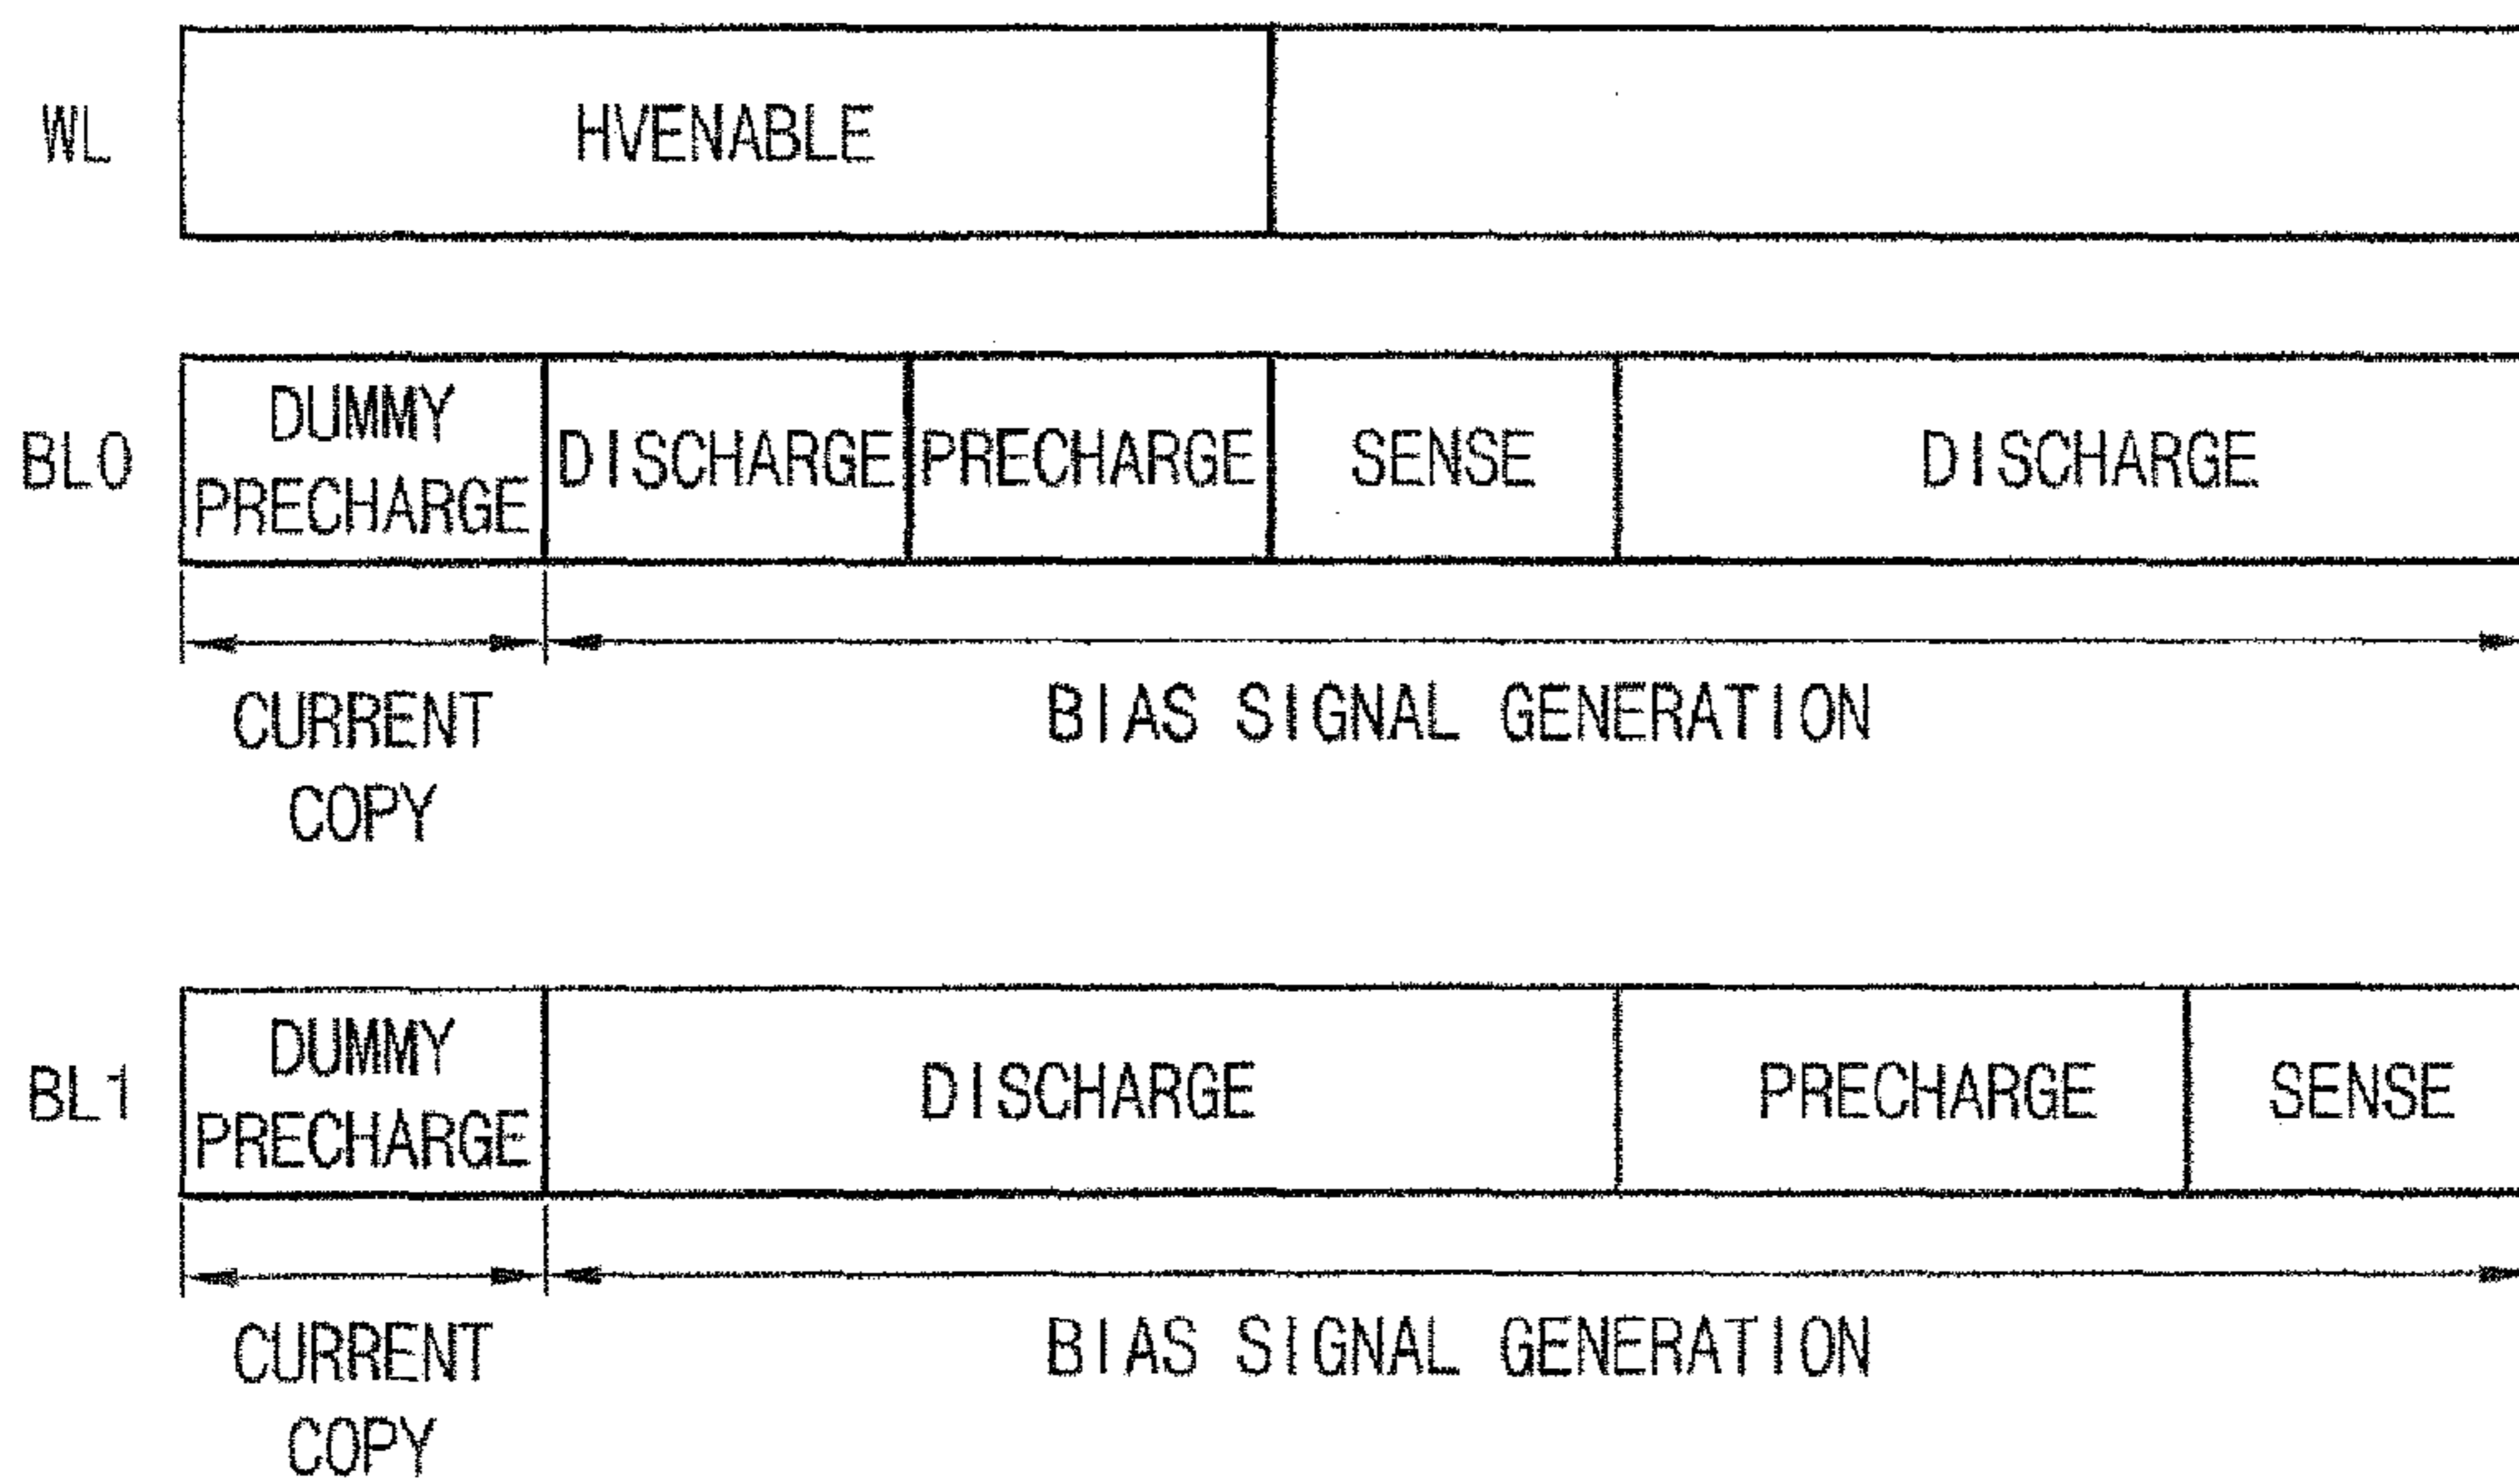 WL
HVENABLE
BL0
DUMMY
PRECHARGE
DISCHARGE
PRECHARGE
SENSE
DISCHARGE
CURRENT
COPY
BIAS SIGNAL GENERATION
BL1
DUMMY
PRECHARGE
DISCHARGE
PRECHARGE
SENSE
CURRENT
COPY
BIAS SIGNAL GENERATION